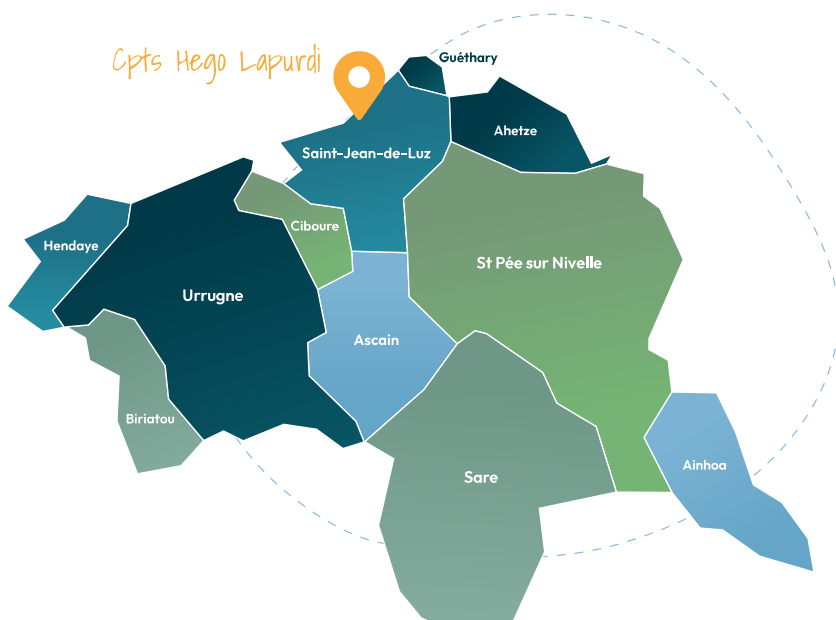 Cpts Hego Lapurdi
Guéthary
Ahetze
Saint-Jean-de-Luz
Ciboure
Hendaye
St Pée sur Nivelle
Urrugne
Ascain
Biriatou
Ainhoa
Sare